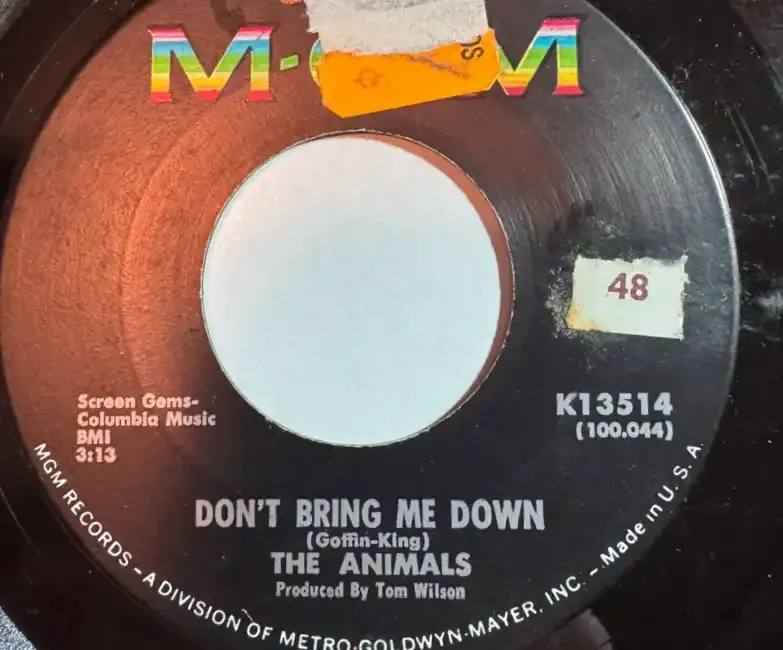 M-G-M
48
Screen Gems-
Columbia Music
BMI
3:13
K13514
(100.044)
DON'T BRING ME DOWN
(Goffin-King)
THE ANIMALS
Produced By Tom Wilson
MGM RECORDS – A DIVISION OF METRO-GOLDWYN-MAYER, INC. – Made in U. S. A.